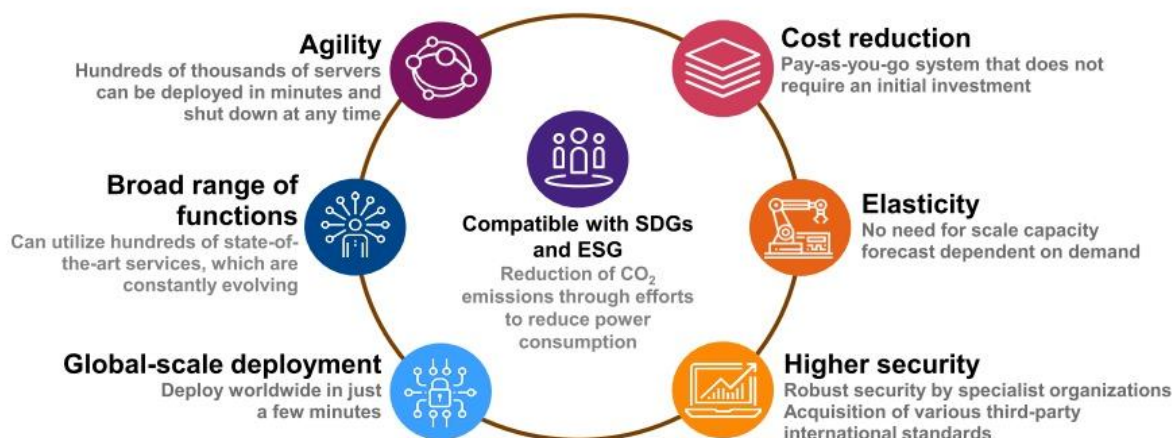 Agility
Hundreds of thousands of servers
can be deployed in minutes and
shut down at any time
Cost reduction
Pay-as-you-go system that does not
require an initial investment
Broad range of
functions
Can utilize hundreds of state-of-
the-art services, which are
constantly evolving
Compatible with SDGs
and ESG
Reduction of CO₂
emissions through efforts
to reduce power
consumption
Elasticity
No need for scale capacity
forecast dependent on demand
Global-scale deployment
Deploy worldwide in just
a few minutes
Higher security
Robust security by specialist organizations
Acquisition of various third-party
international standards